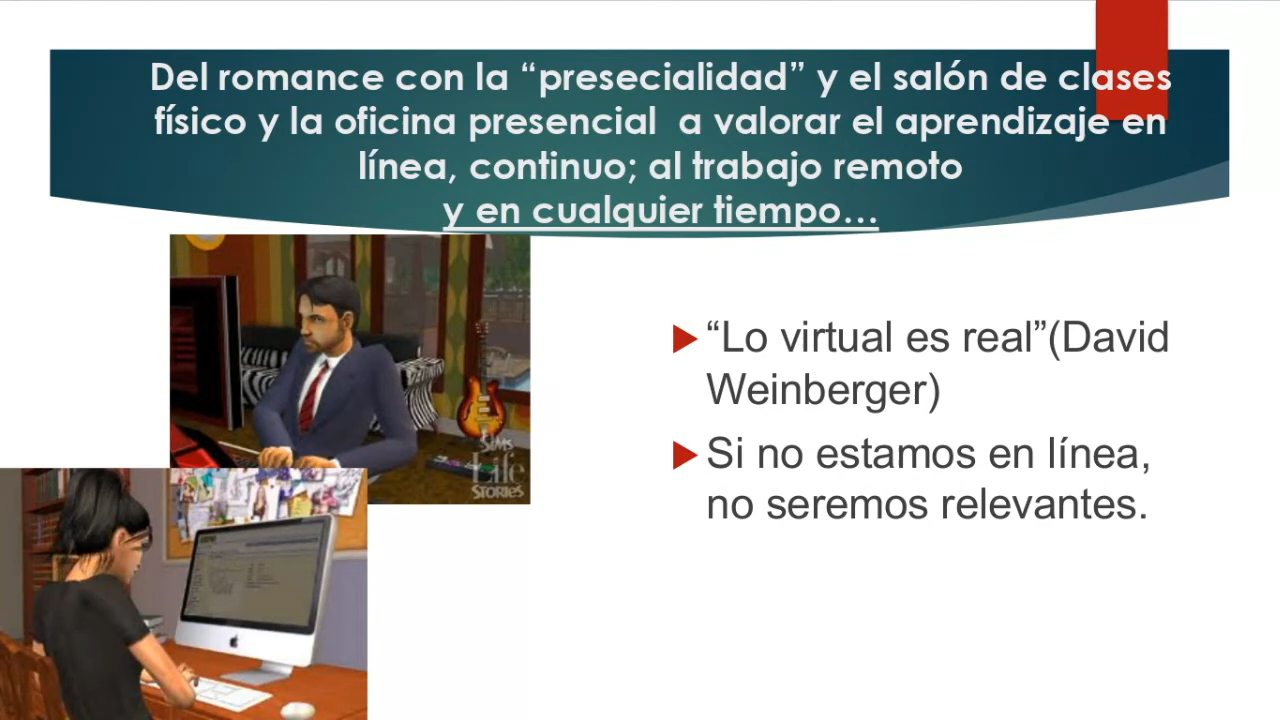 Del romance con la “presecialidad” y el salón de clases
físico y la oficina presencial  a valorar el aprendizaje en
línea, continuo; al trabajo remoto
y en cualquier tiempo…
“Lo virtual es real”(David
Weinberger)
Si no estamos en línea,
no seremos relevantes.
SiMS
Life
STORiES